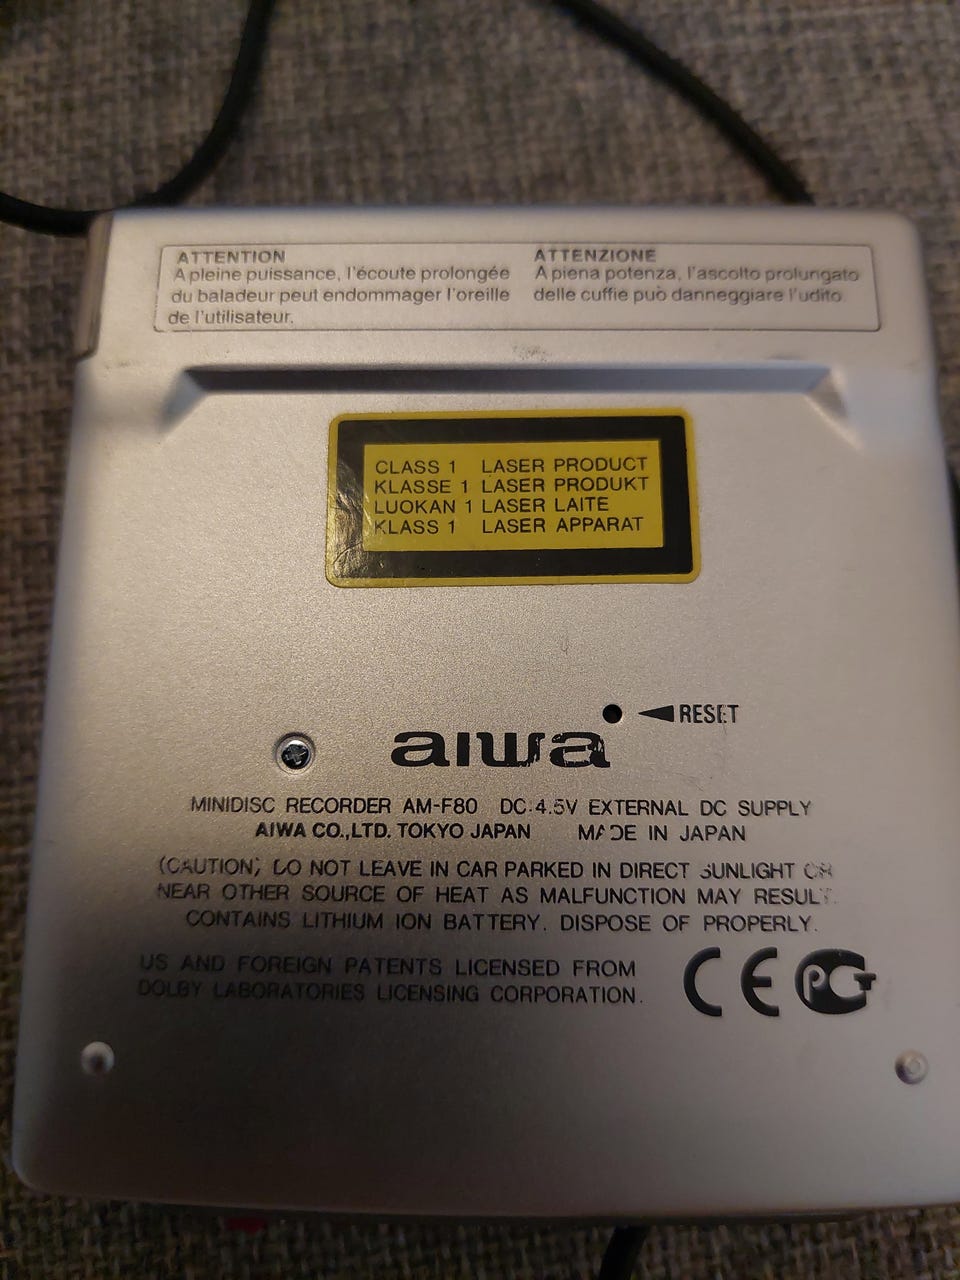 ATTENTION
A pleine puissance, l'écoute prolongée
du baladeur peut endommager l'oreille
de l'utilisateur.
ATTENZIONE
A piena potenza, l'ascolto prolungato
delle cuffie può danneggiare l'udito
CLASS 1 LASER PRODUCT
KLASSE 1 LASER PRODUKT
LUOKAN 1 LASER LAITE
KLASS 1 LASER APPARAT
RESET
aiwa
MINIDISC RECORDER AM-F80 DC:4.5V EXTERNAL DC SUPPLY
AIWA CO.,LTD. TOKYO JAPAN MADE IN JAPAN
(CAUTION) DO NOT LEAVE IN CAR PARKED IN DIRECT SUNLIGHT OR
NEAR OTHER SOURCE OF HEAT AS MALFUNCTION MAY RESULT.
CONTAINS LITHIUM ION BATTERY. DISPOSE OF PROPERLY.
US AND FOREIGN PATENTS LICENSED FROM
DOLBY LABORATORIES LICENSING CORPORATION.
CE PCT